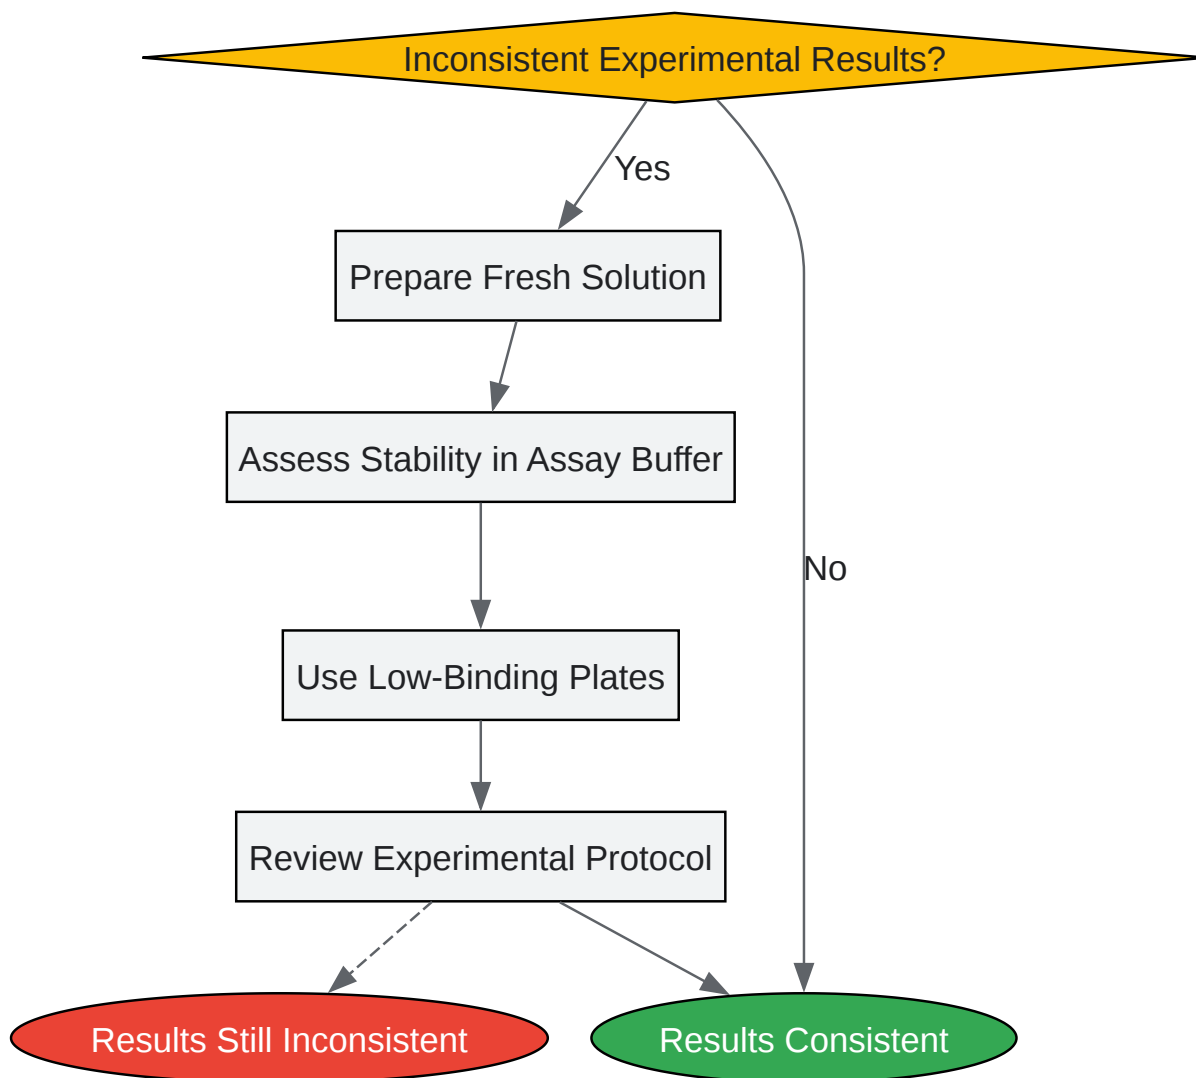 Inconsistent Experimental Results?
Yes
Prepare Fresh Solution
Assess Stability in Assay Buffer
No
Use Low-Binding Plates
Review Experimental Protocol
Results Still Inconsistent
Results Consistent